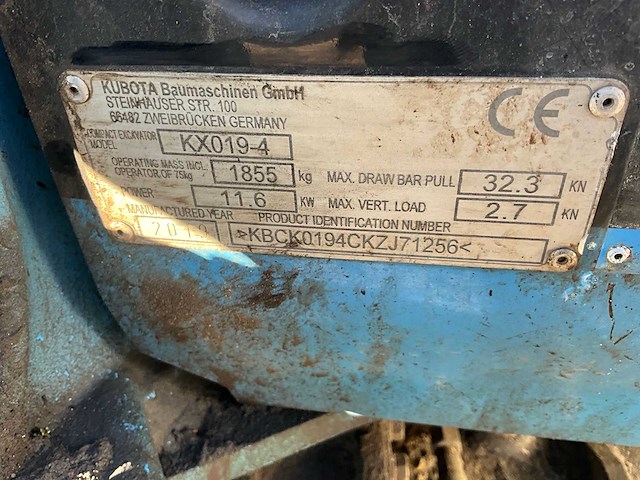 KUBOTA Baumaschinen GmbH
STEINHAUSER STR. 100
66482 ZWEIBRÜCKEN GERMANY
CE
COMPACT EXCAVATOR
MODEL KX019-4
OPERATING MASS INCL.
OPERATOR OF 75kg 1855 kg MAX. DRAW BAR PULL 32.3 KN
POWER 11.6 KW MAX. VERT. LOAD 2.7 KN
MANUFACTURED YEAR PRODUCT IDENTIFICATION NUMBER
>KBCK0194CKZJ71256<